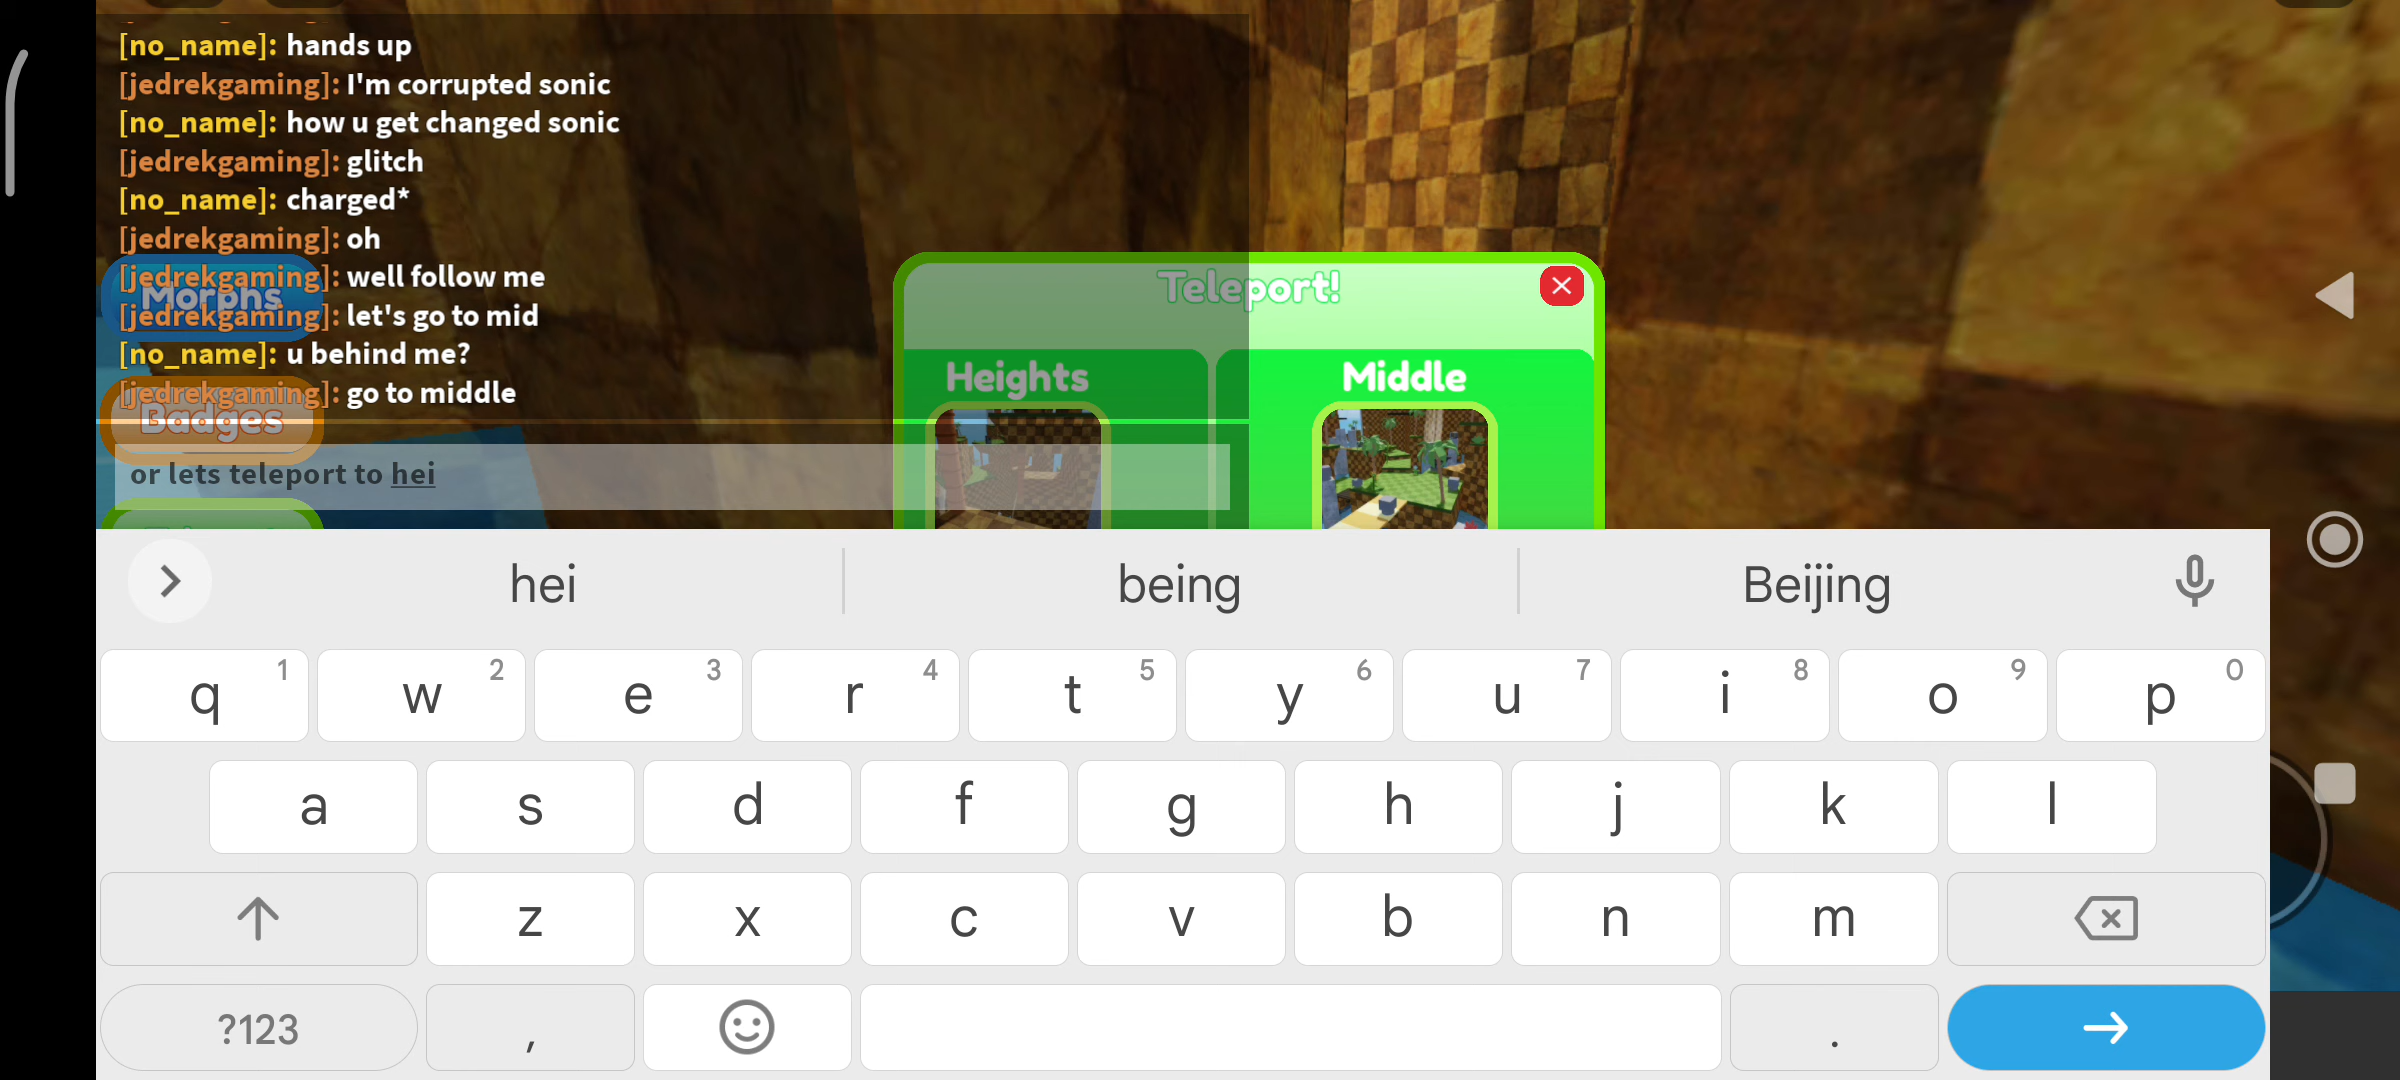 [no_name]: hands up
[jedrekgaming]: I'm corrupted sonic
[no_name]: how u get changed sonic
[jedrekgaming]: glitch
[no_name]: charged*
[jedrekgaming]: oh
[jedrekgaming]: well follow me
Morphs
[jedrekgaming]: let's go to mid
[no_name]: u behind me?
[jedrekgaming]: go to middle
Badges
or lets teleport to hei
Teleport!
Heights
Middle
hei being Beijing
q 1 w 2 e 3 r 4 t 5 y 6 u 7 i 8 o 9 p 0
a s d f g h j k l
z x c v b n m
?123 , .